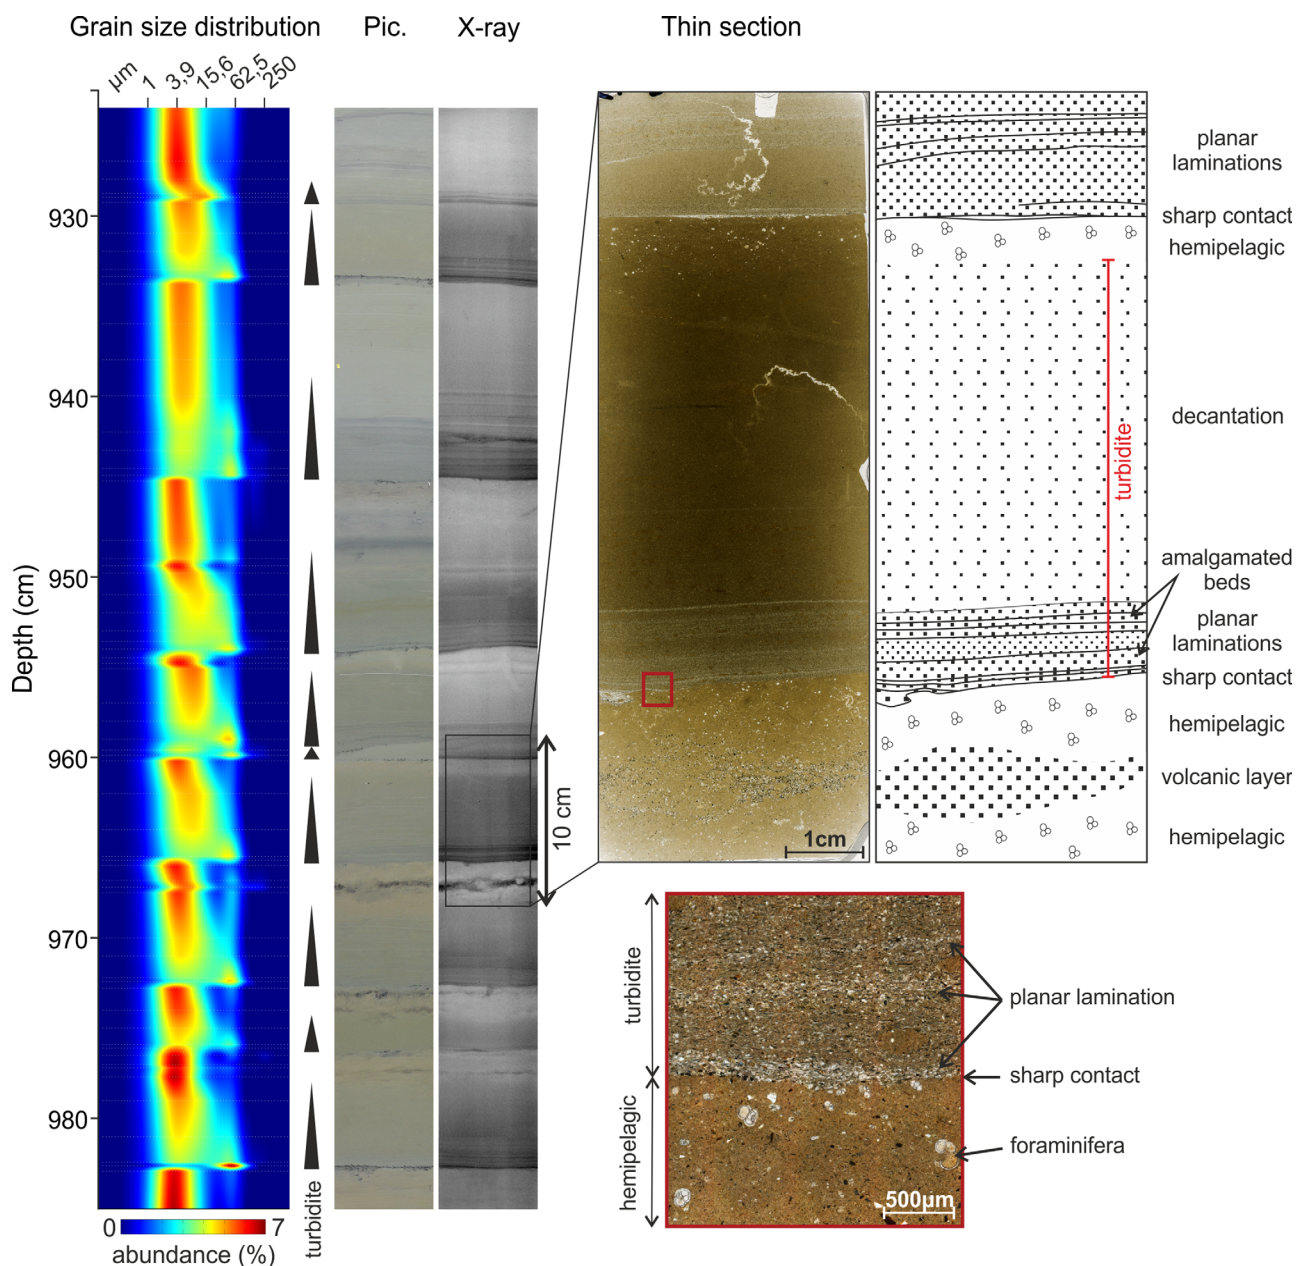 Grain size distribution
Pic.
X-ray
Thin section
µm
1
3,9
15,6
62,5
250
930
940
950
960
970
980
Depth (cm)
0
7
abundance (%)
turbidite
10 cm
1cm
planar
laminations
sharp contact
hemipelagic
decantation
turbidite
amalgamated
beds
planar
laminations
sharp contact
hemipelagic
volcanic layer
hemipelagic
turbidite
hemipelagic
planar lamination
sharp contact
foraminifera
500µm